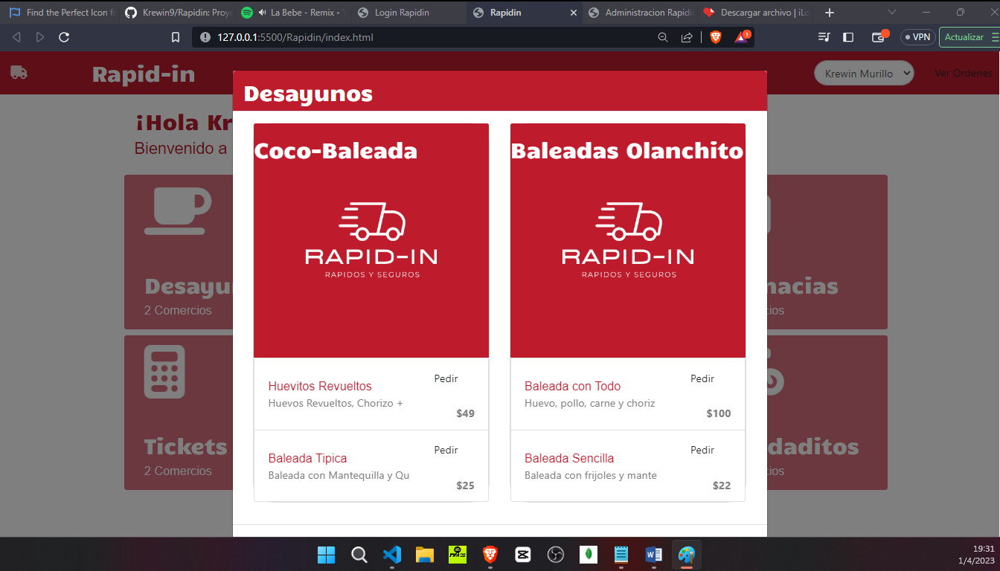 Find the Perfect Icon fo
Krewin9/Rapidin: Proye
La Bebe - Remix •
Login Rapidin
Rapidin
Administracion Rapidin
Descargar archivo | iLo
127.0.0.1:5500/Rapidin/index.html
1
VPN
Actualizar
Rapid-in
Krewin Murillo
Ver Ordenes
¡Hola Kr
Bienvenido a
Desayunos
Coco-Baleada
Baleadas Olanchito
RAPID-IN
RAPIDOS Y SEGUROS
RAPID-IN
RAPIDOS Y SEGUROS
Desayu
2 Comercios
macias
cios
Huevitos Revueltos
Pedir
Huevos Revueltos, Chorizo +
$49
Baleada con Todo
Pedir
Huevo, pollo, carne y choriz
$100
Baleada Tipica
Pedir
Baleada con Mantequilla y Qu
$25
Baleada Sencilla
Pedir
Baleada con frijoles y mante
$22
Tickets
2 Comercios
daditos
cios
FIFA 22
19:31
1/4/2023